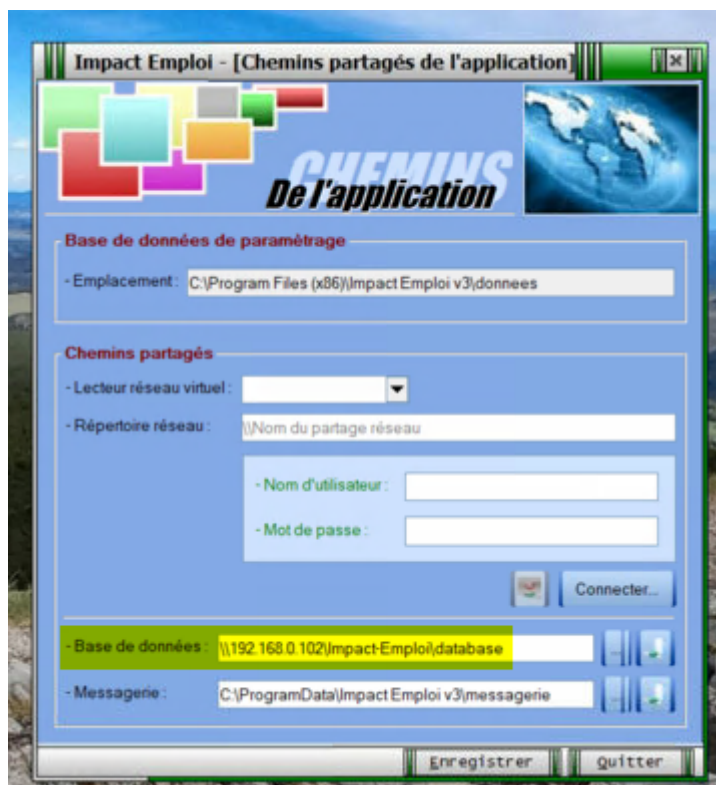 Impact Emploi - [Chemins partagés de l'application]
CHEMINS
De l'application
Base de données de paramètrage
- Emplacement : C:\Program Files (x86)\Impact Emploi v3\donnees
Chemins partagés
- Lecteur réseau virtuel :
- Répertoire réseau : \\Nom du partage réseau
- Nom d'utilisateur :
- Mot de passe :
Connecter...
- Base de données : \\192.168.0.102\Impact-Emploi\database
...
- Messagerie : C:\ProgramData\Impact Emploi v3\messagerie
...
Enregistrer Quitter